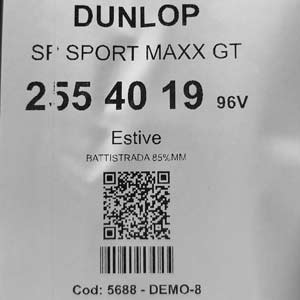 DUNLOP
SP SPORT MAXX GT
255 40 19 96V
Estive
BATTISTRADA 85%MM
Cod: 5688 - DEMO-8